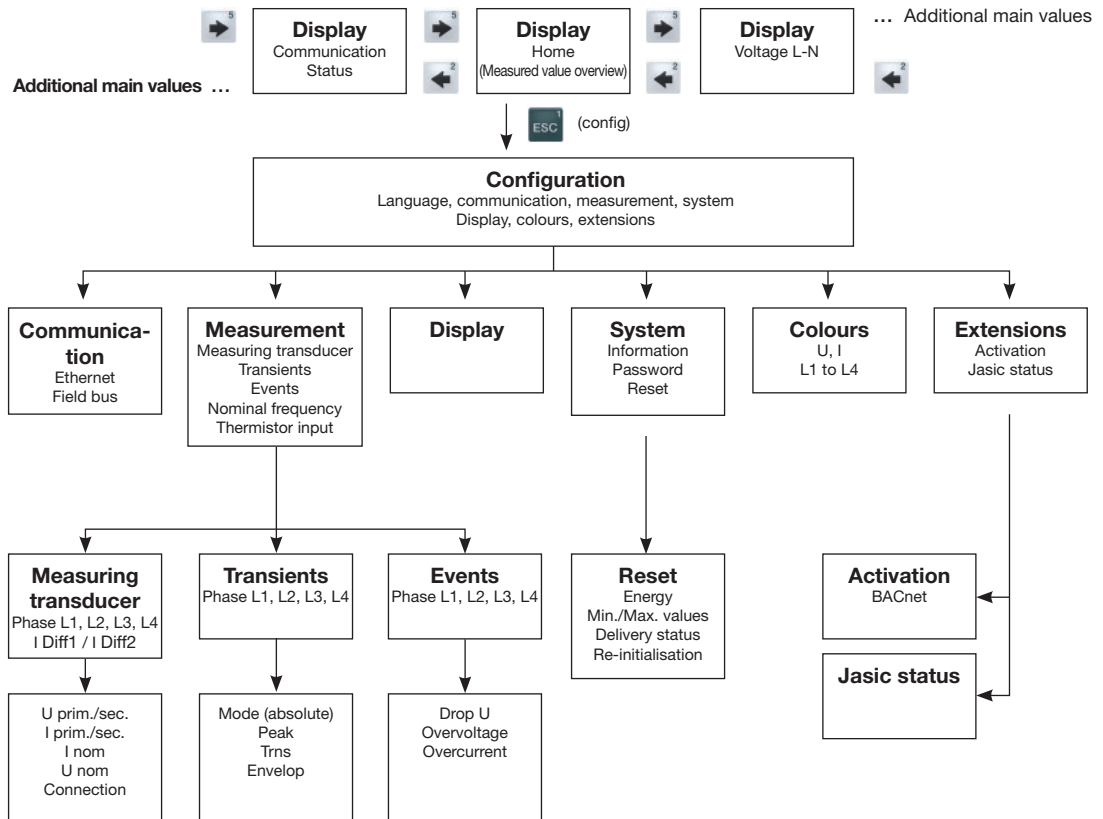 5
Display
Communication
Status
5
Display
Home
(Measured value overview)
5
Display
Voltage L-N
... Additional main values
Additional main values ...
2
2
2
ESC 1
(config)
Configuration
Language, communication, measurement, system
Display, colours, extensions
Communica-
tion
Ethernet
Field bus
Measurement
Measuring transducer
Transients
Events
Nominal frequency
Thermistor input
Display
System
Information
Password
Reset
Colours
U, I
L1 to L4
Extensions
Activation
Jasic status
Measuring
transducer
Phase L1, L2, L3, L4
I Diff1 / I Diff2
Transients
Phase L1, L2, L3, L4
Events
Phase L1, L2, L3, L4
Reset
Energy
Min./Max. values
Delivery status
Re-initialisation
Activation
BACnet
Jasic status
U prim./sec.
I prim./sec.
I nom
U nom
Connection
Mode (absolute)
Peak
Trns
Envelop
Drop U
Overvoltage
Overcurrent